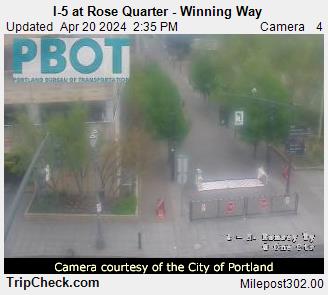 I-5 at Rose Quarter - Winning Way
Updated Apr 20 2024 2:35 PM Camera 4
PBOT
PORTLAND BUREAU OF TRANSPORTATION
Camera courtesy of the City of Portland
TripCheck.com Milepost302.00